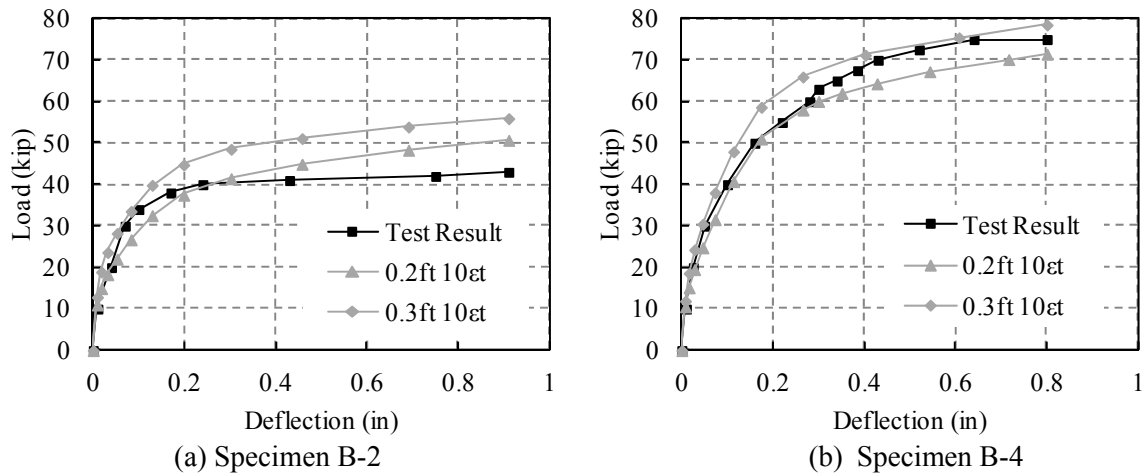 80
70
60
50
40
30
20
10
0
Load (kip)
Test Result
0.2ft 10εt
0.3ft 10εt
0 0.2 0.4 0.6 0.8 1
Deflection (in)
(a) Specimen B-2
80
70
60
50
40
30
20
10
0
Load (kip)
Test Result
0.2ft 10εt
0.3ft 10εt
0 0.2 0.4 0.6 0.8 1
Deflection (in)
(b) Specimen B-4